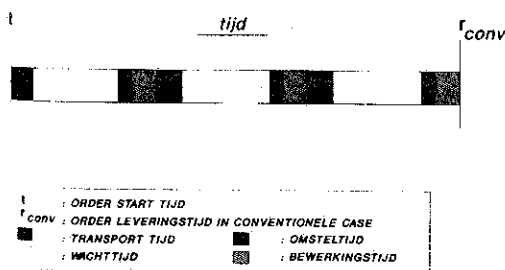 t
tijd
r conv
t : ORDER START TIJD
r conv : ORDER LEVERINGSTIJD IN CONVENTIONELE CASE
: TRANSPORT TIJD : OMSTELTIJD
: WACHTTIJD : BEWERKINGSTIJD